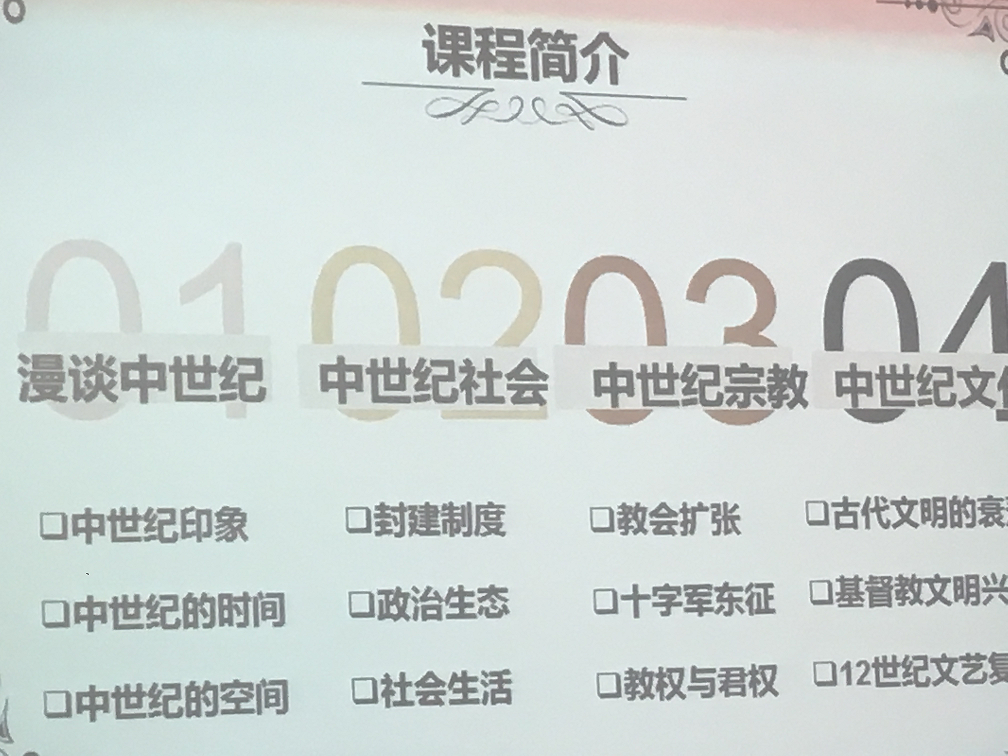 课程简介
01 02 03 04
漫谈中世纪 中世纪社会 中世纪宗教 中世纪文
❑中世纪印象 ❑封建制度 ❑教会扩张 ❑古代文明的衰
❑中世纪的时间 ❑政治生态 ❑十字军东征 ❑基督教文明兴
❑中世纪的空间 ❑社会生活 ❑教权与君权 ❑12世纪文艺复